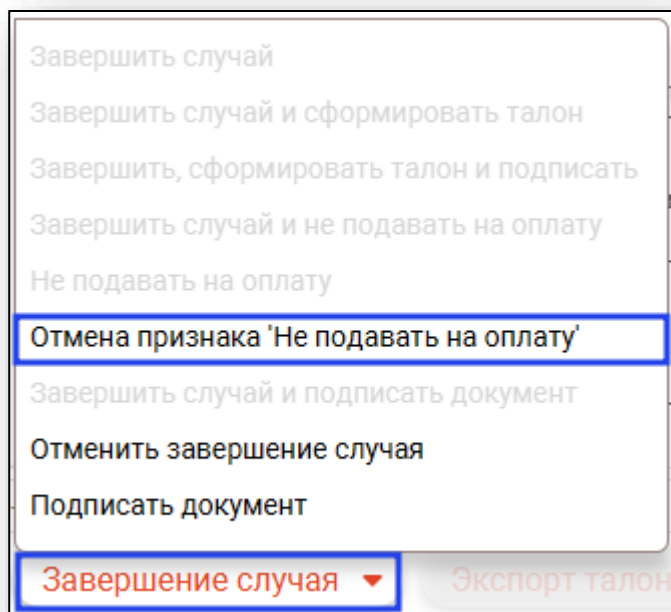 Завершить случай
Завершить случай и сформировать талон
Завершить, сформировать талон и подписать
Завершить случай и не подавать на оплату
Не подавать на оплату
Отмена признака 'Не подавать на оплату'
Завершить случай и подписать документ
Отменить завершение случая
Подписать документ
Завершение случая
Экспорт талон